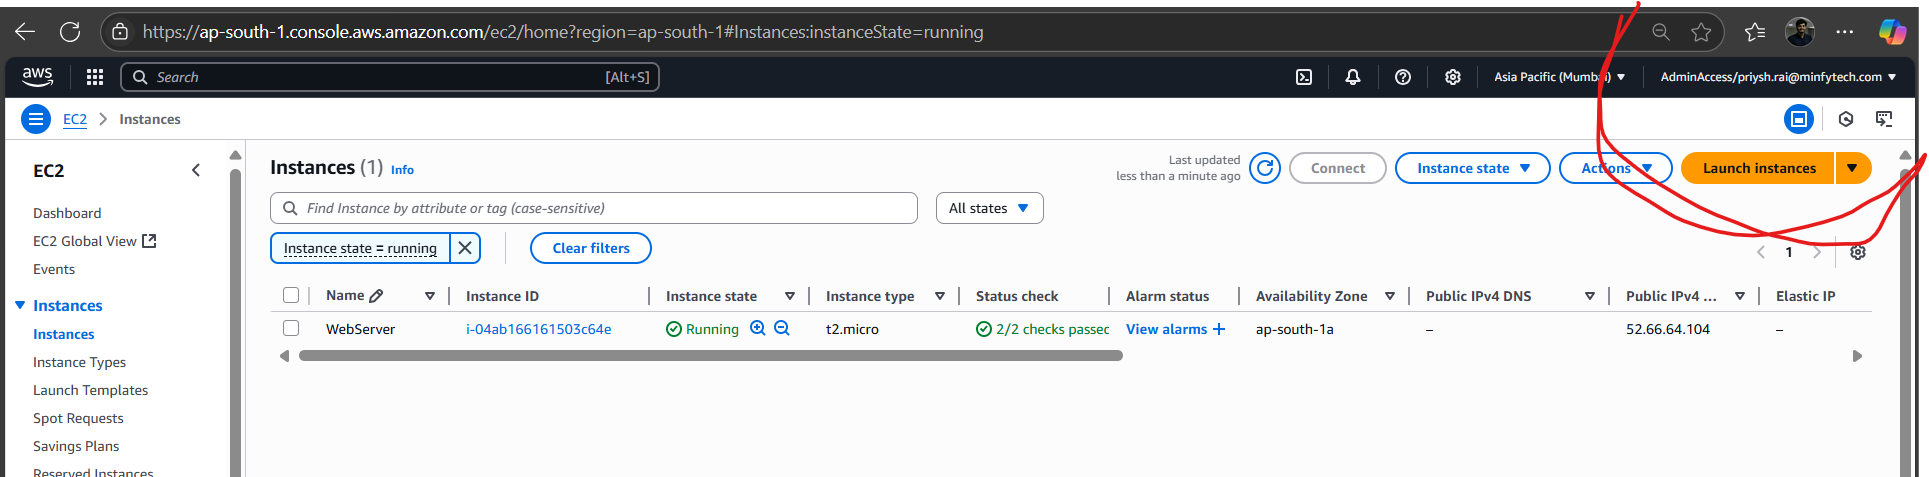 https://ap-south-1.console.aws.amazon.com/ec2/home?region=ap-south-1#Instances:instanceState=running
aws Search [Alt+S] Asia Pacific (Mumbai) AdminAccess/priysh.rai@minfytech.com
EC2 Instances
EC2
Dashboard
EC2 Global View
Events
Instances
Instances
Instance Types
Launch Templates
Spot Requests
Savings Plans
Reserved Instances
Instances (1) Info
Last updated
less than a minute ago
Connect Instance state Actions Launch instances
Find Instance by attribute or tag (case-sensitive) All states
Instance state = running Clear filters
1
Name Instance ID Instance state Instance type Status check Alarm status Availability Zone Public IPv4 DNS Public IPv4 ... Elastic IP
WebServer i-04ab166161503c64e Running t2.micro 2/2 checks passed View alarms + ap-south-1a – 52.66.64.104 –